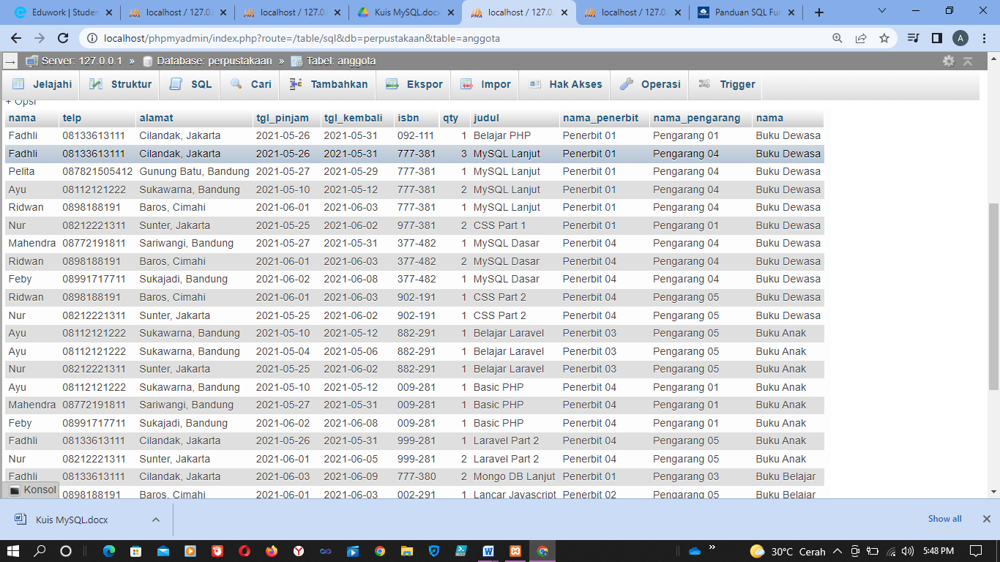 Eduwork | Studen
localhost / 127.0.
localhost / 127.0.
Kuis MySQL.docx
localhost / 127.0.
localhost / 127.0.
Panduan SQL Fun
localhost/phpmyadmin/index.php?route=/table/sql&db=perpustakaan&table=anggota
A
Server: 127.0.0.1 » Database: perpustakaan » Tabel: anggota
Jelajahi Struktur SQL Cari Tambahkan Ekspor Impor Hak Akses Operasi Trigger
+ Opsi
nama telp alamat tgl_pinjam tgl_kembali isbn qty judul nama_penerbit nama_pengarang nama
Fadhli 08133613111 Cilandak, Jakarta 2021-05-26 2021-05-31 092-111 1 Belajar PHP Penerbit 01 Pengarang 01 Buku Dewasa
Fadhli 08133613111 Cilandak, Jakarta 2021-05-26 2021-05-31 777-381 3 MySQL Lanjut Penerbit 01 Pengarang 04 Buku Dewasa
Pelita 087821505412 Gunung Batu, Bandung 2021-05-27 2021-05-29 777-381 1 MySQL Lanjut Penerbit 01 Pengarang 04 Buku Dewasa
Ayu 08112121222 Sukawarna, Bandung 2021-05-10 2021-05-12 777-381 2 MySQL Lanjut Penerbit 01 Pengarang 04 Buku Dewasa
Ridwan 0898188191 Baros, Cimahi 2021-06-01 2021-06-03 777-381 1 MySQL Lanjut Penerbit 01 Pengarang 04 Buku Dewasa
Nur 08212221311 Sunter, Jakarta 2021-05-25 2021-06-02 977-381 2 CSS Part 1 Penerbit 01 Pengarang 01 Buku Dewasa
Mahendra 08772191811 Sariwangi, Bandung 2021-05-27 2021-05-31 377-482 1 MySQL Dasar Penerbit 04 Pengarang 04 Buku Dewasa
Ridwan 0898188191 Baros, Cimahi 2021-06-01 2021-06-03 377-482 2 MySQL Dasar Penerbit 04 Pengarang 04 Buku Dewasa
Feby 08991717711 Sukajadi, Bandung 2021-06-02 2021-06-08 377-482 1 MySQL Dasar Penerbit 04 Pengarang 04 Buku Dewasa
Ridwan 0898188191 Baros, Cimahi 2021-06-01 2021-06-03 902-191 1 CSS Part 2 Penerbit 04 Pengarang 05 Buku Dewasa
Nur 08212221311 Sunter, Jakarta 2021-05-25 2021-06-02 902-191 1 CSS Part 2 Penerbit 04 Pengarang 05 Buku Dewasa
Ayu 08112121222 Sukawarna, Bandung 2021-05-10 2021-05-12 882-291 1 Belajar Laravel Penerbit 03 Pengarang 05 Buku Anak
Ayu 08112121222 Sukawarna, Bandung 2021-05-04 2021-05-06 882-291 1 Belajar Laravel Penerbit 03 Pengarang 05 Buku Anak
Nur 08212221311 Sunter, Jakarta 2021-05-25 2021-06-02 882-291 1 Belajar Laravel Penerbit 03 Pengarang 05 Buku Anak
Ayu 08112121222 Sukawarna, Bandung 2021-05-10 2021-05-12 009-281 1 Basic PHP Penerbit 04 Pengarang 01 Buku Anak
Mahendra 08772191811 Sariwangi, Bandung 2021-05-27 2021-05-31 009-281 1 Basic PHP Penerbit 04 Pengarang 01 Buku Anak
Feby 08991717711 Sukajadi, Bandung 2021-06-02 2021-06-08 009-281 1 Basic PHP Penerbit 04 Pengarang 01 Buku Anak
Fadhli 08133613111 Cilandak, Jakarta 2021-05-26 2021-05-31 999-281 1 Laravel Part 2 Penerbit 04 Pengarang 05 Buku Anak
Nur 08212221311 Sunter, Jakarta 2021-06-01 2021-06-05 999-281 2 Laravel Part 2 Penerbit 04 Pengarang 05 Buku Anak
Fadhli 08133613111 Cilandak, Jakarta 2021-06-03 2021-06-09 777-380 2 Mongo DB Lanjut Penerbit 01 Pengarang 03 Buku Belajar
Konsol 0898188191 Baros, Cimahi 2021-06-01 2021-06-03 002-291 1 Lancar Javascript Penerbit 02 Pengarang 05 Buku Belajar
Kuis MySQL.docx
Show all
30°C Cerah
5:48 PM